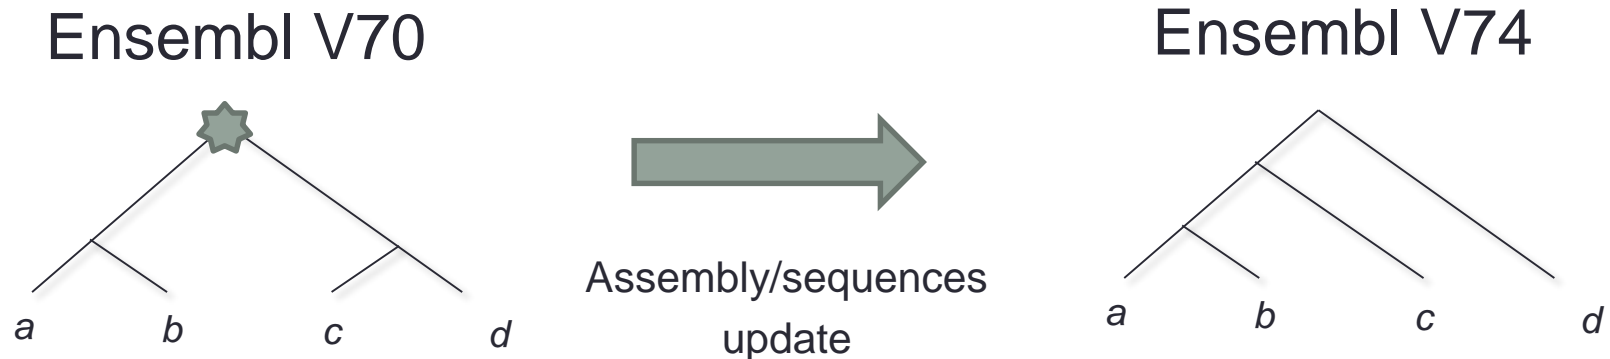 Ensembl V70
Ensembl V74
Assembly/sequences
update
a b c d
a b c d